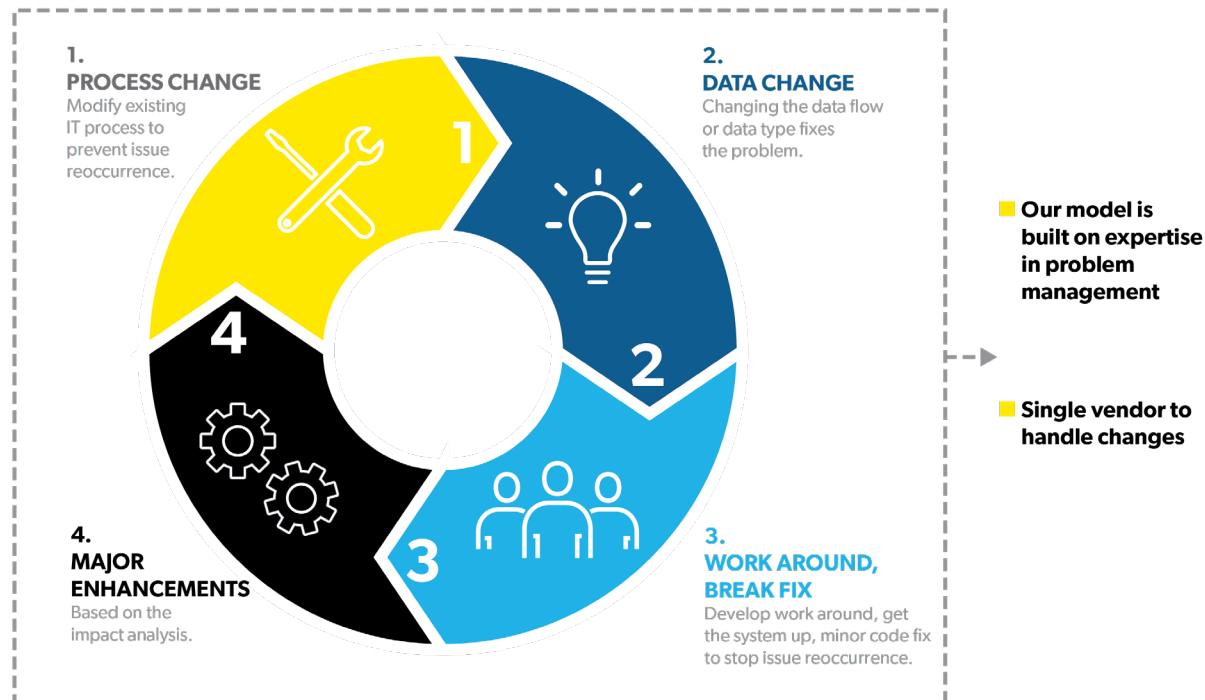 1.
PROCESS CHANGE
Modify existing
IT process to
prevent issue
reoccurrence.
2.
DATA CHANGE
Changing the data flow
or data type fixes
the problem.
1
2
3
4
4.
MAJOR
ENHANCEMENTS
Based on the
impact analysis.
3.
WORK AROUND,
BREAK FIX
Develop work around, get
the system up, minor code fix
to stop issue reoccurrence.
Our model is
built on expertise
in problem
management
Single vendor to
handle changes